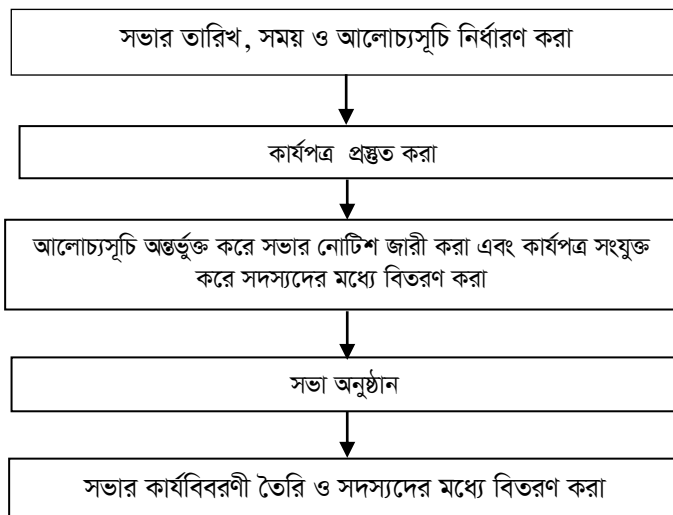 সভার তারিখ, সময় ও আলোচ্যসূচি নির্ধারণ করা
কার্যপত্র প্রস্তুত করা
আলোচ্যসূচি অন্তর্ভুক্ত করে সভার নোটিশ জারী করা এবং কার্যপত্র সংযুক্ত
করে সদস্যদের মধ্যে বিতরণ করা
সভা অনুষ্ঠান
সভার কার্যবিবরণী তৈরি ও সদস্যদের মধ্যে বিতরণ করা